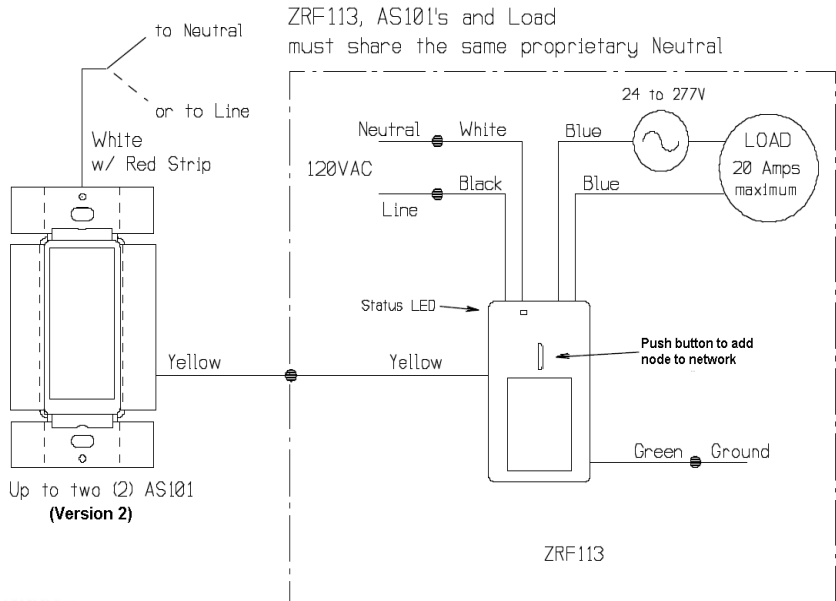 ZRF113, AS101's and Load
must share the same proprietary Neutral
to Neutral
or to Line
White
w/ Red Strip
24 to 277V
Neutral
White
Blue
LOAD
20 Amps
maximum
120VAC
Black
Blue
Line
Status LED
Push button to add
node to network
Yellow
Yellow
Green
Ground
Up to two (2) AS101
(Version 2)
ZRF113